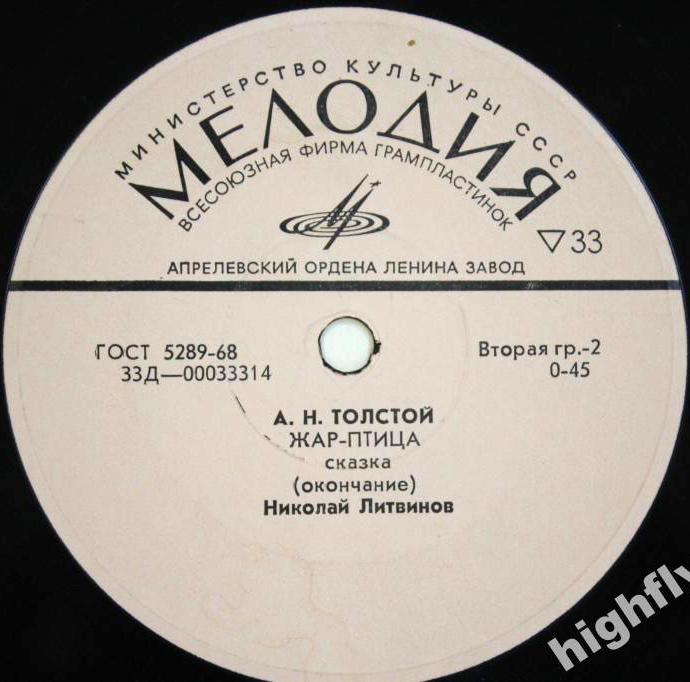 МИНИСТЕРСТВО КУЛЬТУРЫ СССР
МЕЛОДИЯ
ВСЕСОЮЗНАЯ ФИРМА ГРАМПЛАСТИНОК
▽33
АПРЕЛЕВСКИЙ ОРДЕНА ЛЕНИНА ЗАВОД
ГОСТ 5289-68
33Д—00033314
Вторая гр.-2
0-45
А. Н. ТОЛСТОЙ
ЖАР-ПТИЦА
сказка
(окончание)
Николай Литвинов
highfly